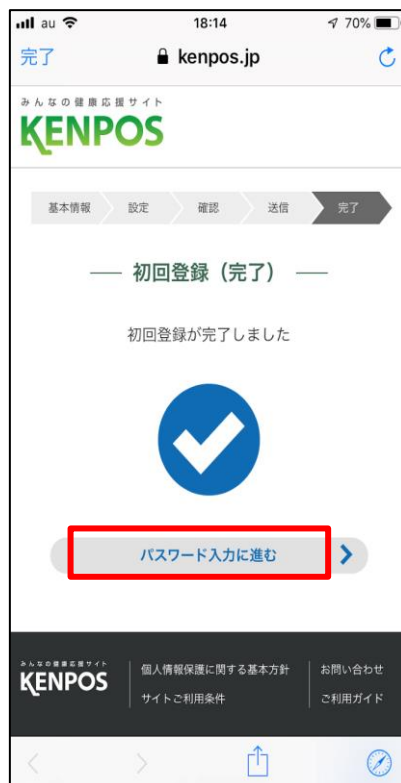 au 18:14 70%
完了 kenpos.jp
みんなの健康応援サイト
KENPOS
基本情報 設定 確認 送信 完了
初回登録（完了）
初回登録が完了しました
パスワード入力に進む
みんなの健康応援サイト
KENPOS
個人情報保護に関する基本方針 お問い合わせ
サイトご利用条件 ご利用ガイド